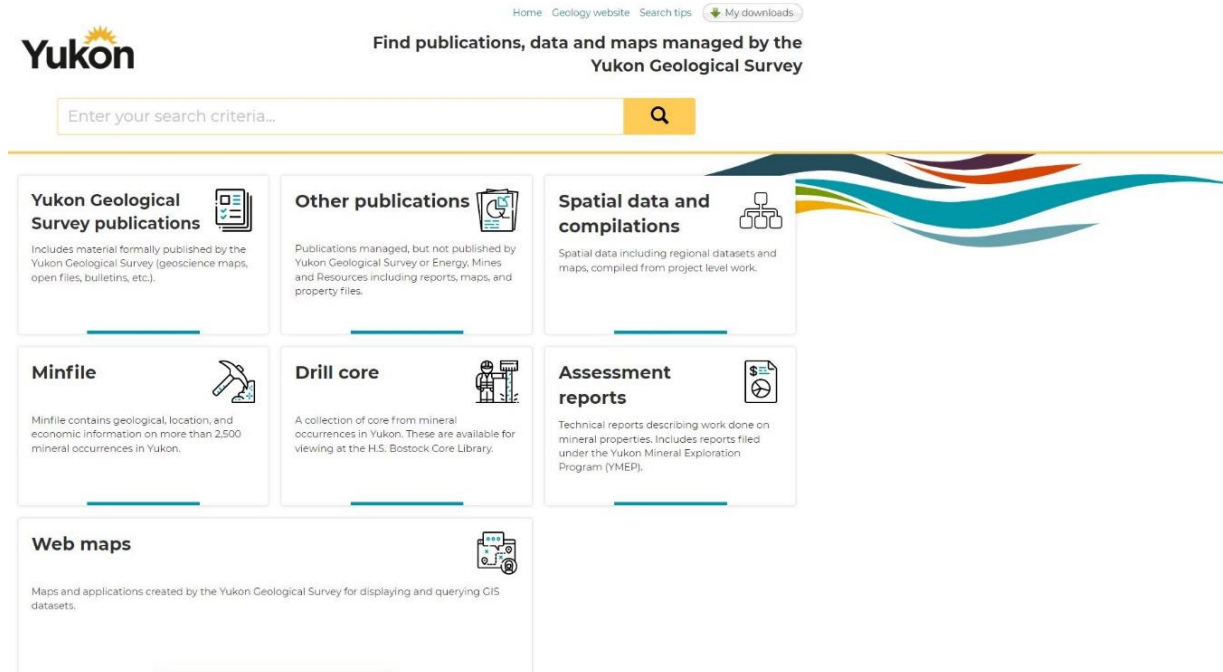 Home Geology website Search tips My downloads
Yukon
Find publications, data and maps managed by the
Yukon Geological Survey
Enter your search criteria...
Yukon Geological
Survey publications
Includes material formally published by the
Yukon Geological Survey (geoscience maps,
open files, bulletins, etc.).
Other publications
Publications managed, but not published by
Yukon Geological Survey or Energy, Mines
and Resources including reports, maps, and
property files.
Spatial data and
compilations
Spatial data including regional datasets and
maps, compiled from project level work.
Minfile
Minfile contains geological, location, and
economic information on more than 2,500
mineral occurrences in Yukon.
Drill core
A collection of core from mineral
occurrences in Yukon. These are available for
viewing at the H.S. Bostock Core Library.
Assessment
reports
Technical reports describing work done on
mineral properties. Includes reports filed
under the Yukon Mineral Exploration
Program (YMEP).
Web maps
Maps and applications created by the Yukon Geological Survey for displaying and querying GIS
datasets.